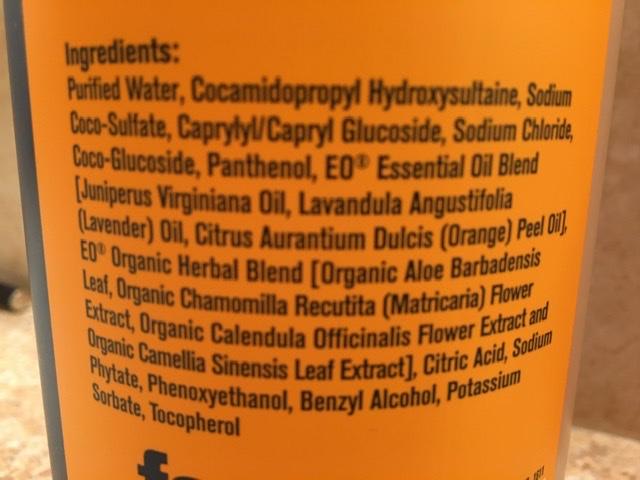 Ingredients:
Purified Water, Cocamidopropyl Hydroxysultaine, Sodium
Coco-Sulfate, Caprylyl/Capryl Glucoside, Sodium Chloride,
Coco-Glucoside, Panthenol, EO® Essential Oil Blend
[Juniperus Virginiana Oil, Lavandula Angustifolia
(Lavender) Oil, Citrus Aurantium Dulcis (Orange) Peel Oil],
EO® Organic Herbal Blend [Organic Aloe Barbadensis
Leaf, Organic Chamomilla Recutita (Matricaria) Flower
Extract, Organic Calendula Officinalis Flower Extract and
Organic Camellia Sinensis Leaf Extract], Citric Acid, Sodium
Phytate, Phenoxyethanol, Benzyl Alcohol, Potassium
Sorbate, Tocopherol